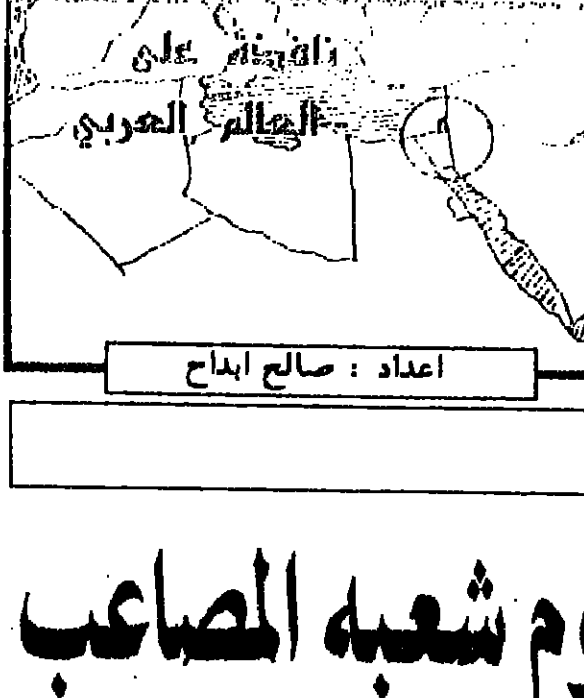 نافذة على
العالم العربي
اعداد : صالح ابداح
شعبه المصاعب